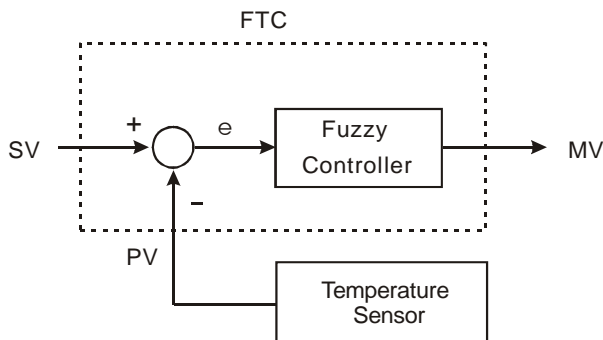 FTC
+
e
Fuzzy
Controller
SV
MV
–
PV
Temperature
Sensor